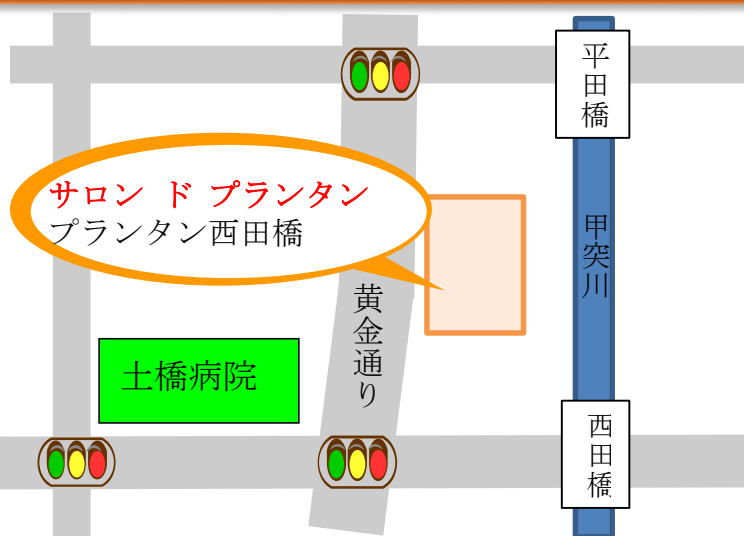 平田橋
サロン ド プランタン
プランタン西田橋
甲突川
黄金通り
土橋病院
西田橋